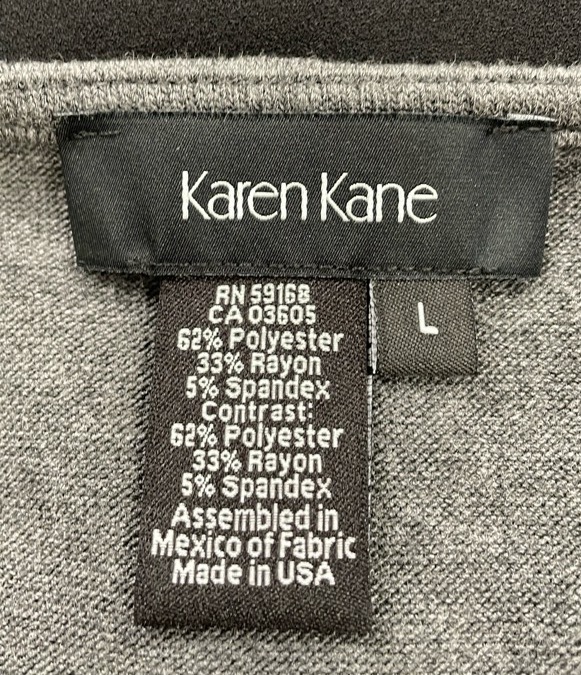 Karen Kane
RN 59168
CA 03605
62% Polyester
33% Rayon
5% Spandex
Contrast:
62% Polyester
33% Rayon
5% Spandex
Assembled in
Mexico of Fabric
Made in USA
L